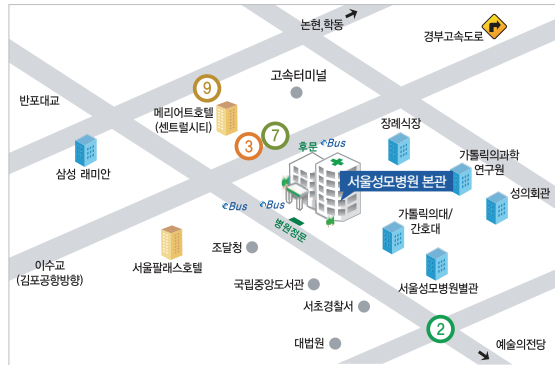 논현,학동
경부고속도로
9
고속터미널
반포대교
메리어트호텔
(센트럴시티)
7
장례식장
3
후문
Bus
가톨릭의과학
연구원
삼성 래미안
서울성모병원 본관
성의회관
Bus
Bus
병원정문
가톨릭의대/
간호대
조달청
이수교
(김포공항방향)
서울팔래스호텔
서울성모병원별관
국립중앙도서관
서초경찰서
2
대법원
예술의전당